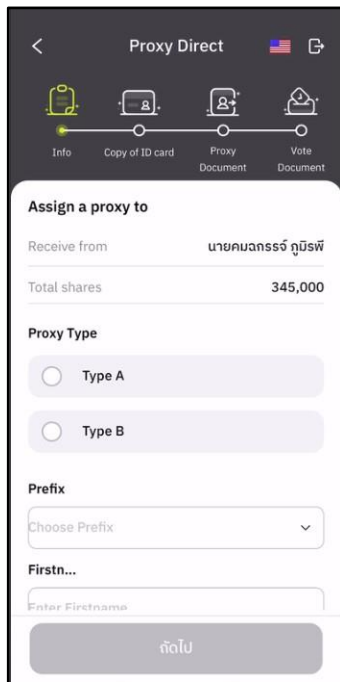 Proxy Direct
Info
Copy of ID card
Proxy
Document
Vote
Document
Assign a proxy to
Receive from นายคมฉกรรจ์ ภูมิรพี
Total shares 345,000
Proxy Type
Type A
Type B
Prefix
Choose Prefix
Firstn...
Enter Firstname
ถัดไป